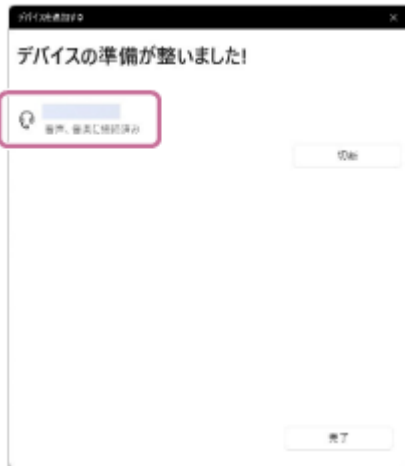 デバイスを追加する
デバイスの準備が整いました!
音声、音楽に接続済み
切断
完了